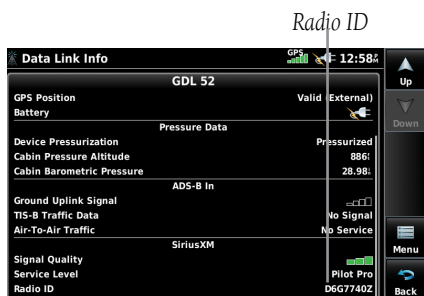 Radio ID
Data Link Info GPS 12:58
Up
GDL 52
GPS Position Valid (External)
Battery
Down
Pressure Data
Device Pressurization Pressurized
Cabin Pressure Altitude 886
Cabin Barometric Pressure 28.98
ADS-B In
Ground Uplink Signal
TIS-B Traffic Data No Signal
Air-To-Air Traffic No Service
SiriusXM
Menu
Signal Quality
Service Level Pilot Pro
Radio ID D6G7740Z
Back